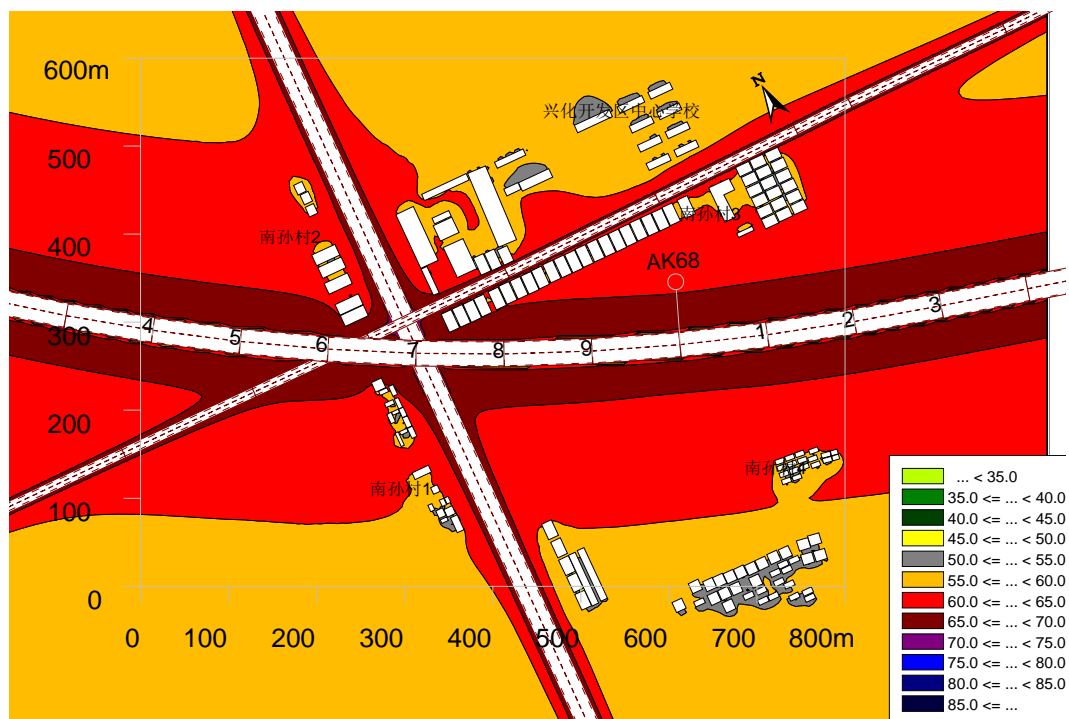 600m
N
兴化开发区中心学校
500
南孙村3
南孙村2
400
AK68
300
4
5
6
7
8
9
1
2
3
200
南孙村4
南孙村1
100
0
0
100
200
300
400
500
600
700
800m
... < 35.0
35.0 <= ... < 40.0
40.0 <= ... < 45.0
45.0 <= ... < 50.0
50.0 <= ... < 55.0
55.0 <= ... < 60.0
60.0 <= ... < 65.0
65.0 <= ... < 70.0
70.0 <= ... < 75.0
75.0 <= ... < 80.0
80.0 <= ... < 85.0
85.0 <= ...